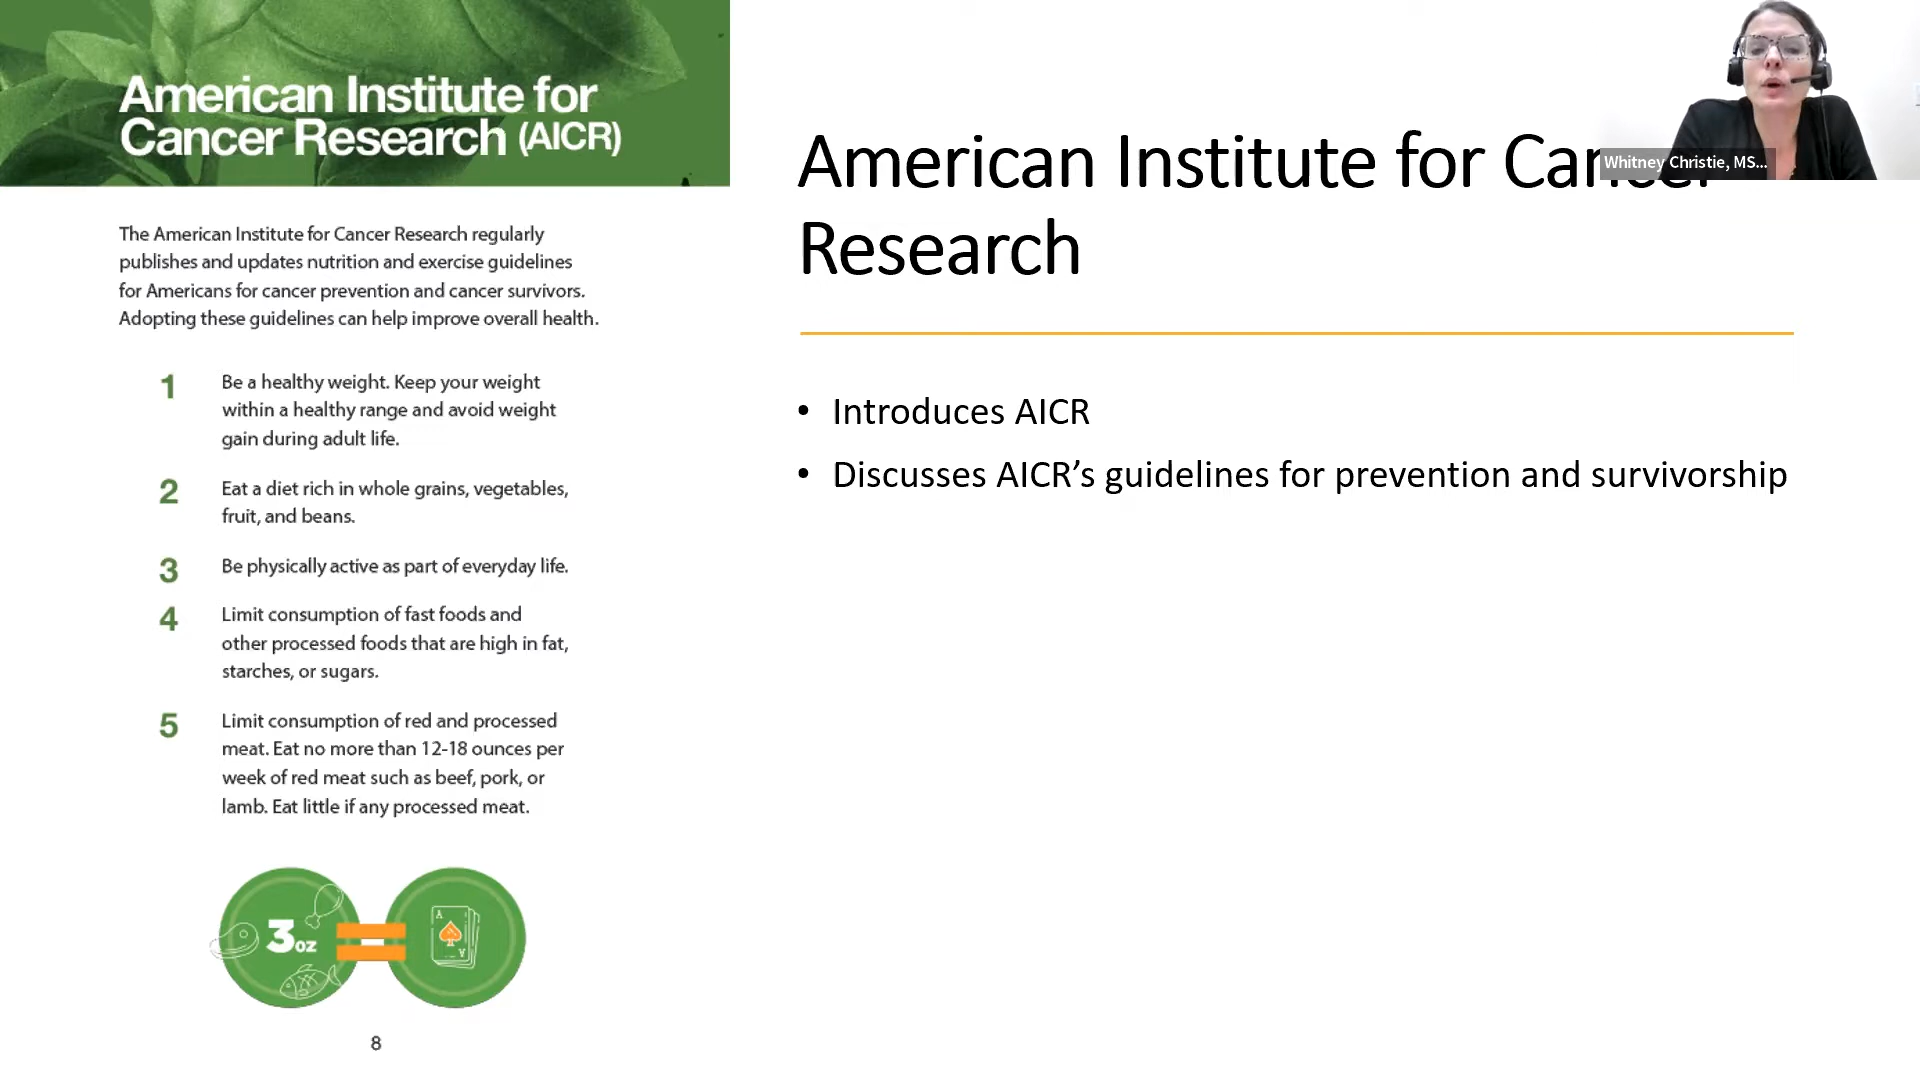 American Institute for
Cancer Research (AICR)
The American Institute for Cancer Research regularly
publishes and updates nutrition and exercise guidelines
for Americans for cancer prevention and cancer survivors.
Adopting these guidelines can help improve overall health.
1 Be a healthy weight. Keep your weight
within a healthy range and avoid weight
gain during adult life.
2 Eat a diet rich in whole grains, vegetables,
fruit, and beans.
3 Be physically active as part of everyday life.
4 Limit consumption of fast foods and
other processed foods that are high in fat,
starches, or sugars.
5 Limit consumption of red and processed
meat. Eat no more than 12-18 ounces per
week of red meat such as beef, pork, or
lamb. Eat little if any processed meat.
3 oz
A
A
8
American Institute for Cancer
Research
• Introduces AICR
• Discusses AICR’s guidelines for prevention and survivorship
Whitney Christie, MS...